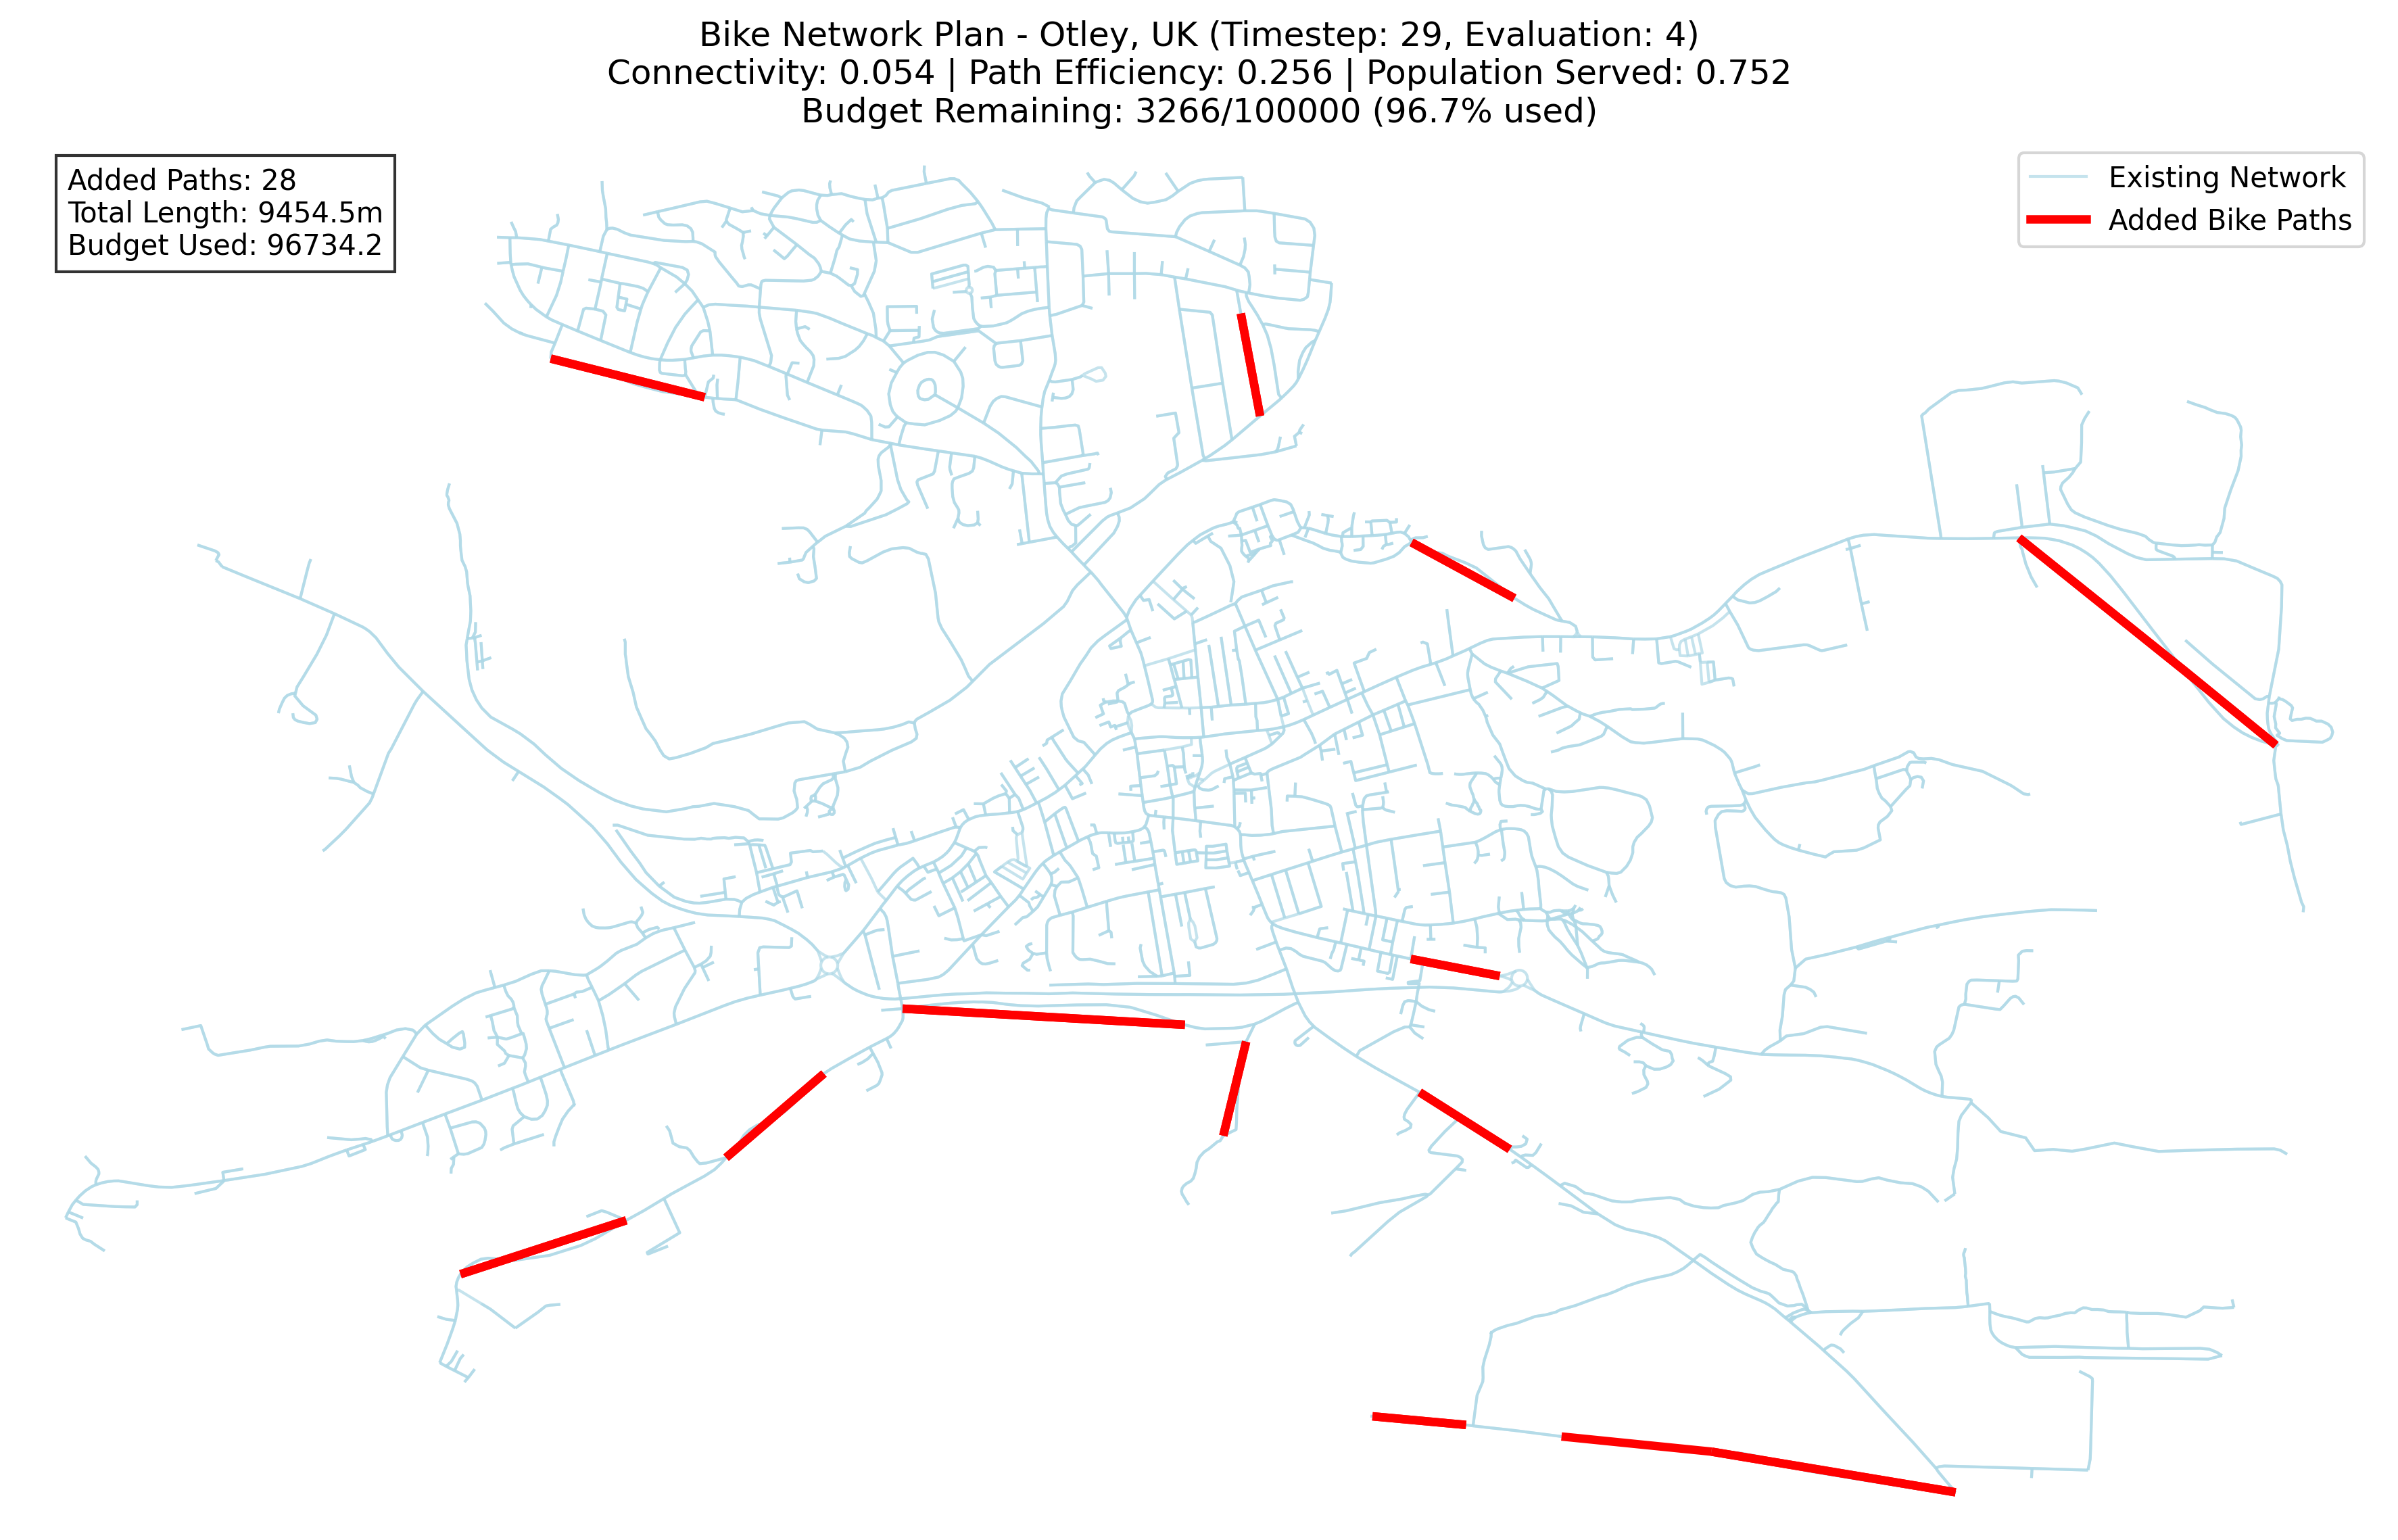 Bike Network Plan - Otley, UK (Timestep: 29, Evaluation: 4)
Connectivity: 0.054 | Path Efficiency: 0.256 | Population Served: 0.752
Budget Remaining: 3266/100000 (96.7% used)
Added Paths: 28
Total Length: 9454.5m
Budget Used: 96734.2
Existing Network
Added Bike Paths